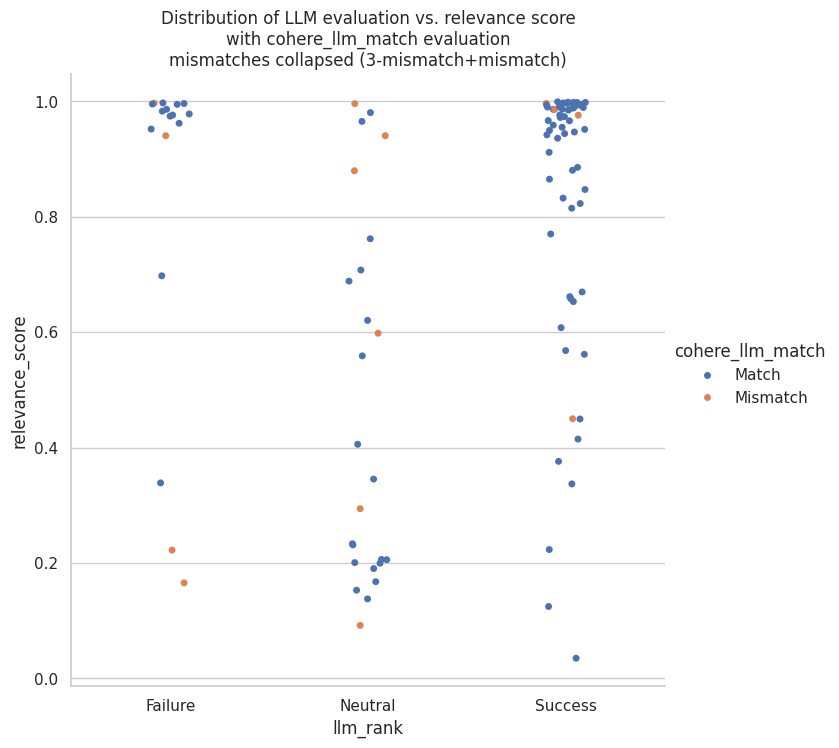 Distribution of LLM evaluation vs. relevance score
with cohere_llm_match evaluation
mismatches collapsed (3-mismatch+mismatch)
1.0
0.8
0.6
0.4
0.2
0.0
relevance_score
Failure
Neutral
Success
llm_rank
cohere_llm_match
Match
Mismatch